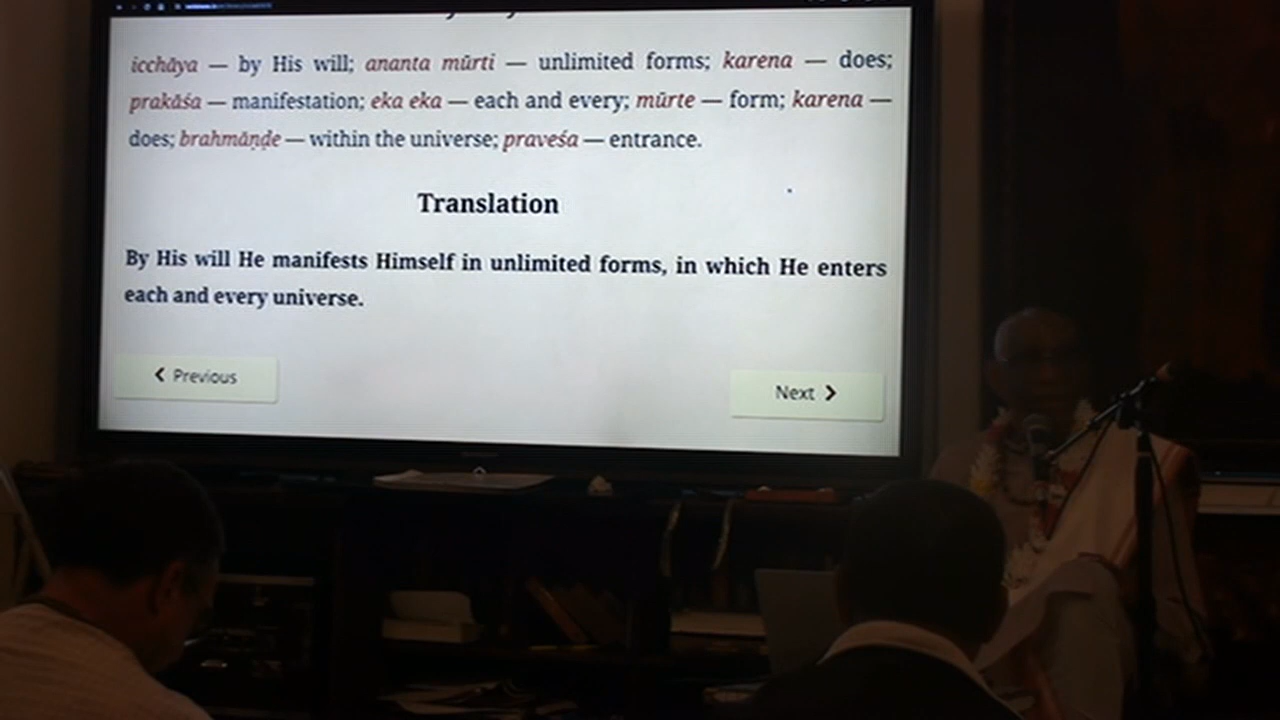 icchāya — by His will; ananta mūrti — unlimited forms; karena — does;
prakāśa — manifestation; eka eka — each and every; mūrte — form; karena —
does; brahmāṇḍe — within the universe; praveśa — entrance.
Translation
By His will He manifests Himself in unlimited forms, in which He enters
each and every universe.
Previous
Next